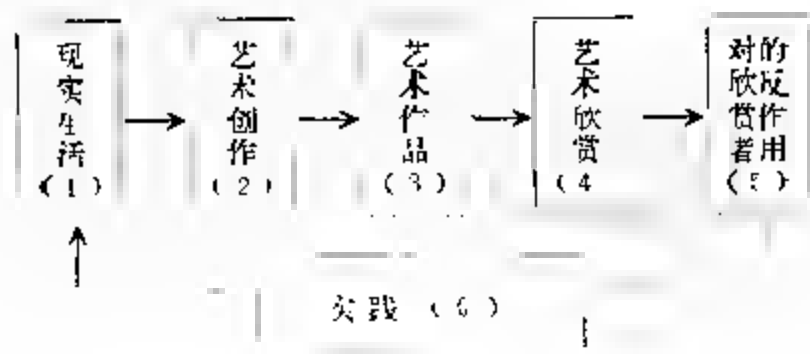 现实生活
(1)
艺术创作
(2)
艺术作品
(3)
艺术欣赏
(4
对欣赏者
的反作用
(5)
实践 (6)